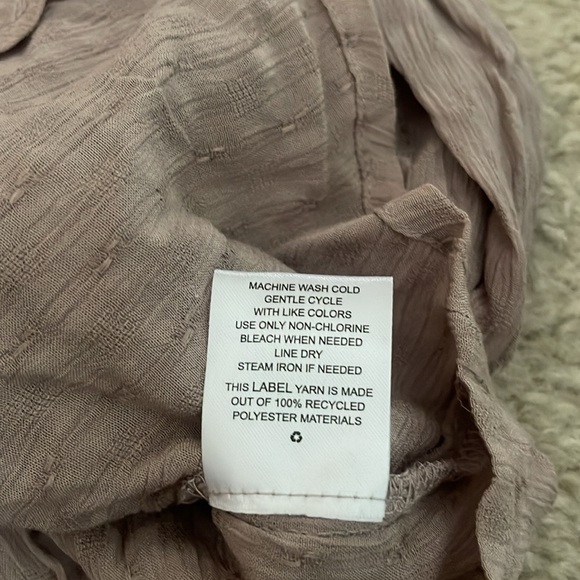 MACHINE WASH COLD
GENTLE CYCLE
WITH LIKE COLORS
USE ONLY NON-CHLORINE
BLEACH WHEN NEEDED
LINE DRY
STEAM IRON IF NEEDED
THIS LABEL YARN IS MADE
OUT OF 100% RECYCLED
POLYESTER MATERIALS